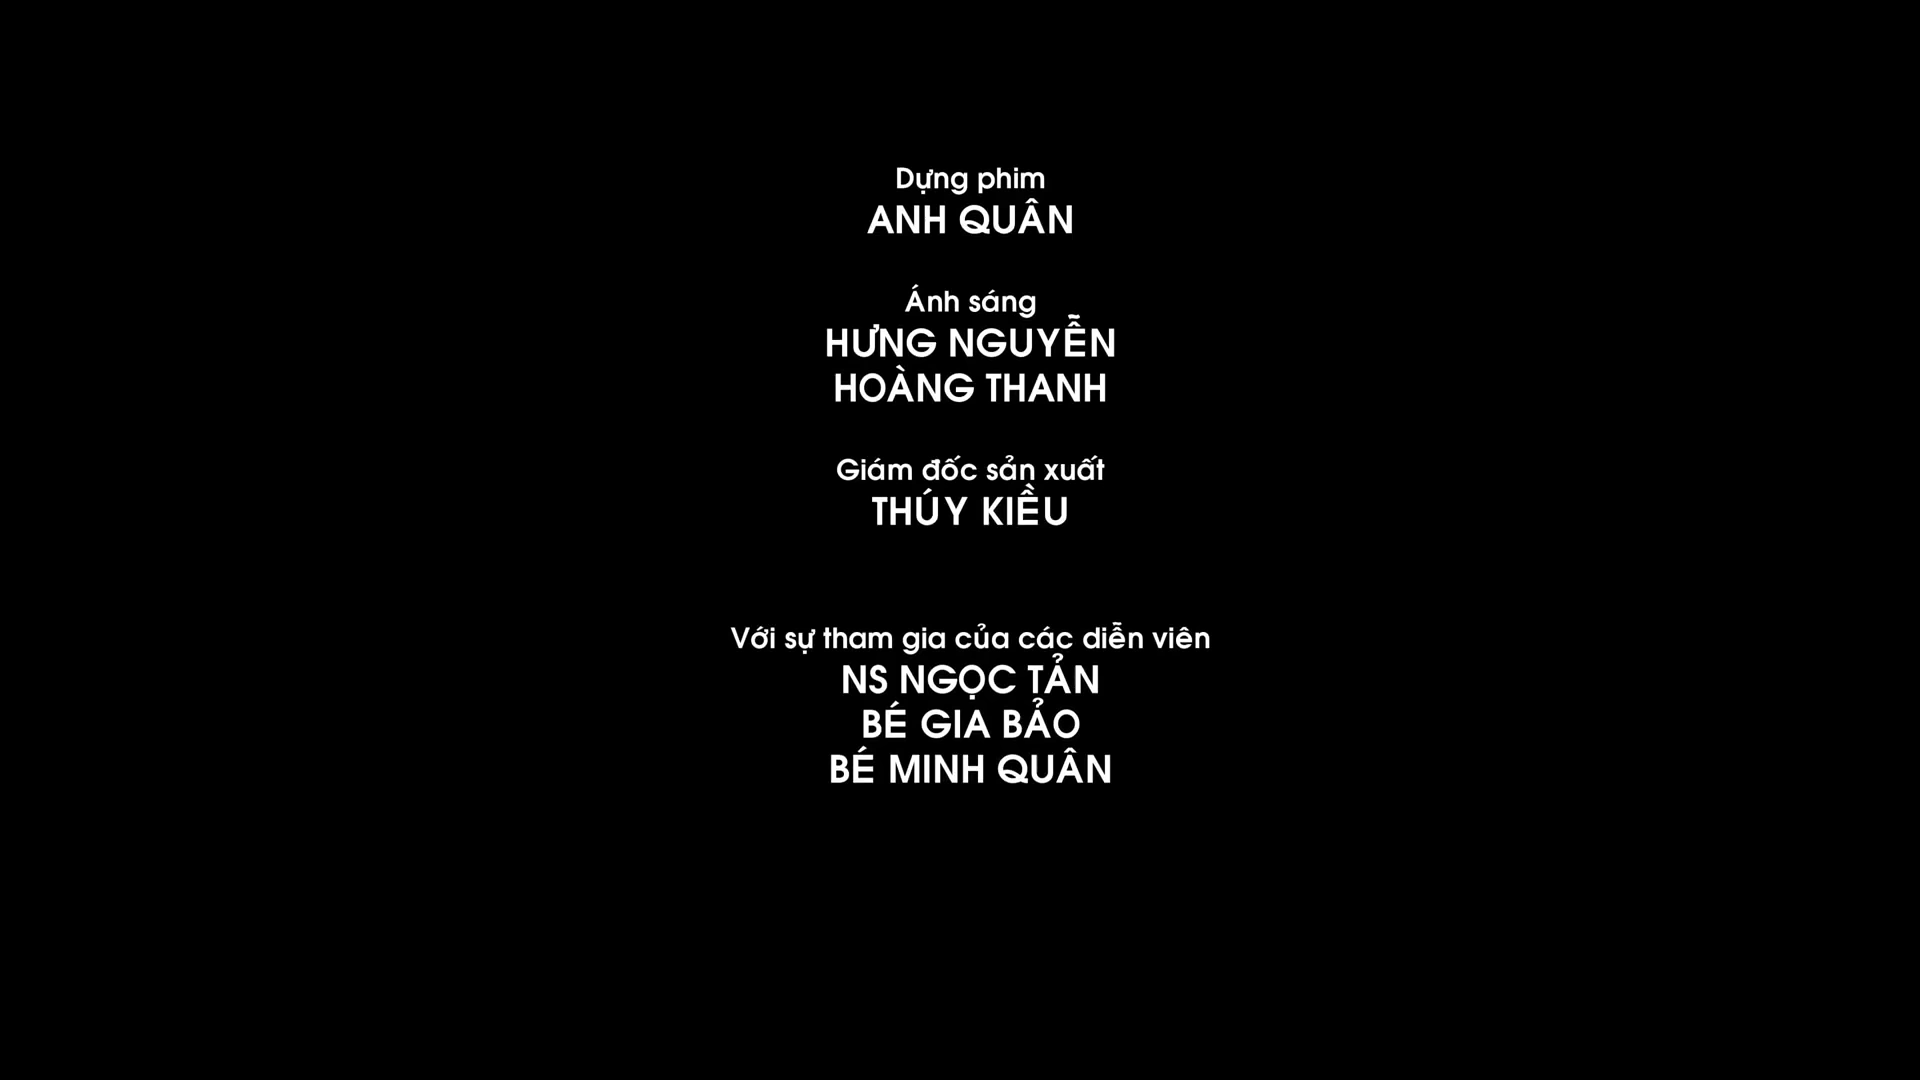 Dựng phim
ANH QUÂN
Ánh sáng
HƯNG NGUYỄN
HOÀNG THANH
Giám đốc sản xuất
THÚY KIỀU
Với sự tham gia của các diễn viên
NS NGỌC TẢN
BÉ GIA BẢO
BÉ MINH QUÂN